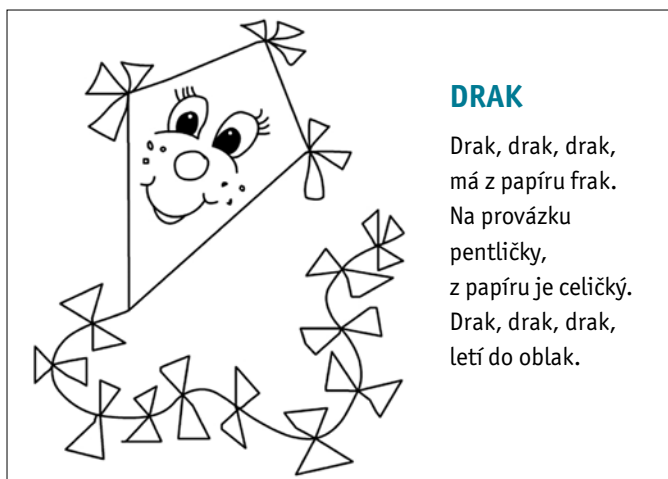 DRAK
Drak, drak, drak,
má z papíru frak.
Na provázku
pentličky,
z papíru je celičký.
Drak, drak, drak,
letí do oblak.